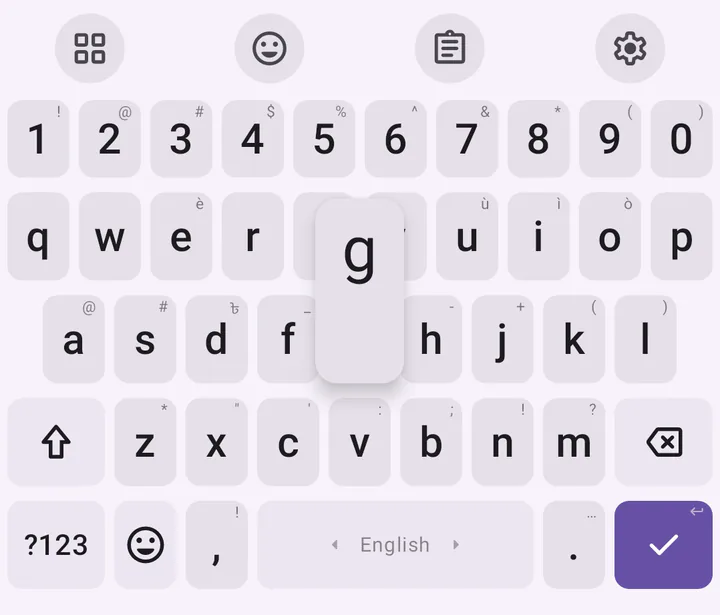 ! @ # $ % ^ & * ( )
1 2 3 4 5 6 7 8 9 0
è ù ì ò
q w e r u i o p
g
@ # ъ _ - + ( )
a s d f h j k l
* " ' : ; ! ?
z x c v b n m
! …
?123 , English .